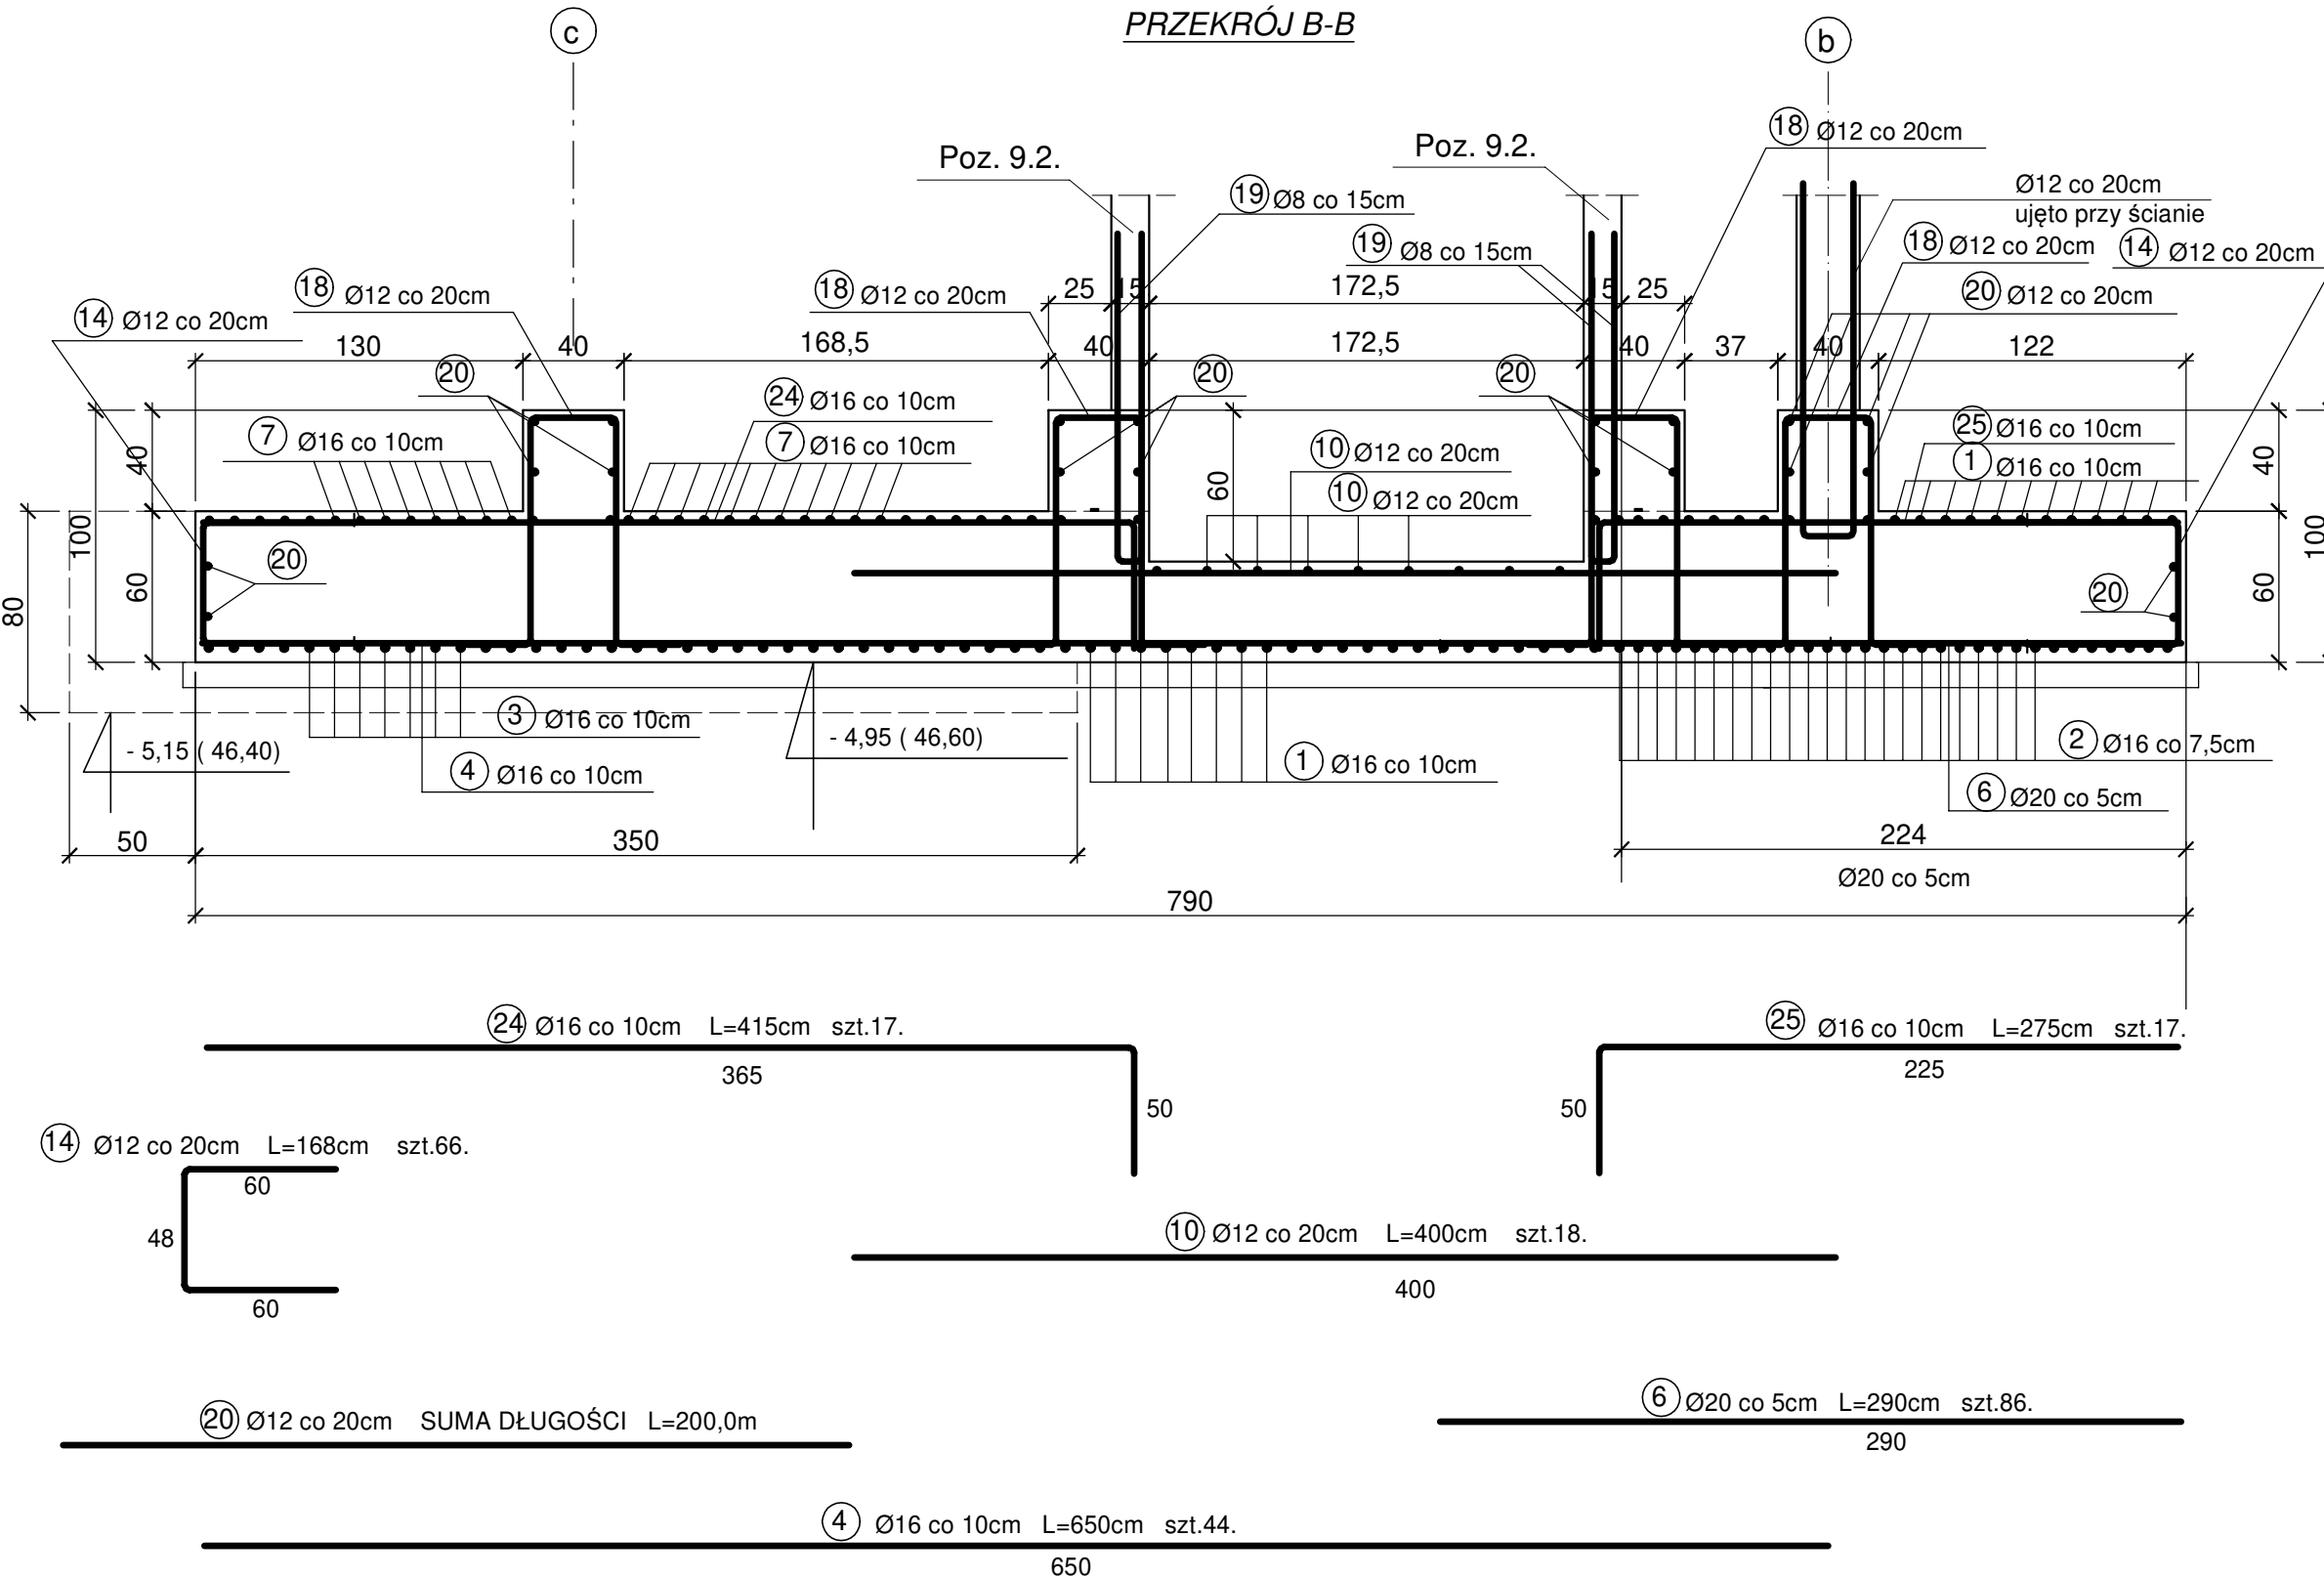 PRZEKRÓJ B-B
c
b
18 Ø12 co 20cm
Poz. 9.2.
Poz. 9.2.
19 Ø8 co 15cm
Ø12 co 20cm
ujęto przy ścianie
19 Ø8 co 15cm
18 Ø12 co 20cm
14 Ø12 co 20cm
14 Ø12 co 20cm
18 Ø12 co 20cm
18 Ø12 co 20cm
20 Ø12 co 20cm
25 15 172,5 15 25
130 40 168,5 40 172,5 40 37 40 122
20 20 20
24 Ø16 co 10cm
7 Ø16 co 10cm
7 Ø16 co 10cm
25 Ø16 co 10cm
1 Ø16 co 10cm
10 Ø12 co 20cm
10 Ø12 co 20cm
40
100
60
80
60
40
60
100
20
20
3 Ø16 co 10cm
4 Ø16 co 10cm
- 5,15 ( 46,40)
- 4,95 ( 46,60)
1 Ø16 co 10cm
2 Ø16 co 7,5cm
6 Ø20 co 5cm
50 350 224
Ø20 co 5cm
790
24 Ø16 co 10cm L=415cm szt.17.
365
50
25 Ø16 co 10cm L=275cm szt.17.
225
50
14 Ø12 co 20cm L=168cm szt.66.
60
48
60
10 Ø12 co 20cm L=400cm szt.18.
400
20 Ø12 co 20cm SUMA DŁUGOŚCI L=200,0m
6 Ø20 co 5cm L=290cm szt.86.
290
4 Ø16 co 10cm L=650cm szt.44.
650